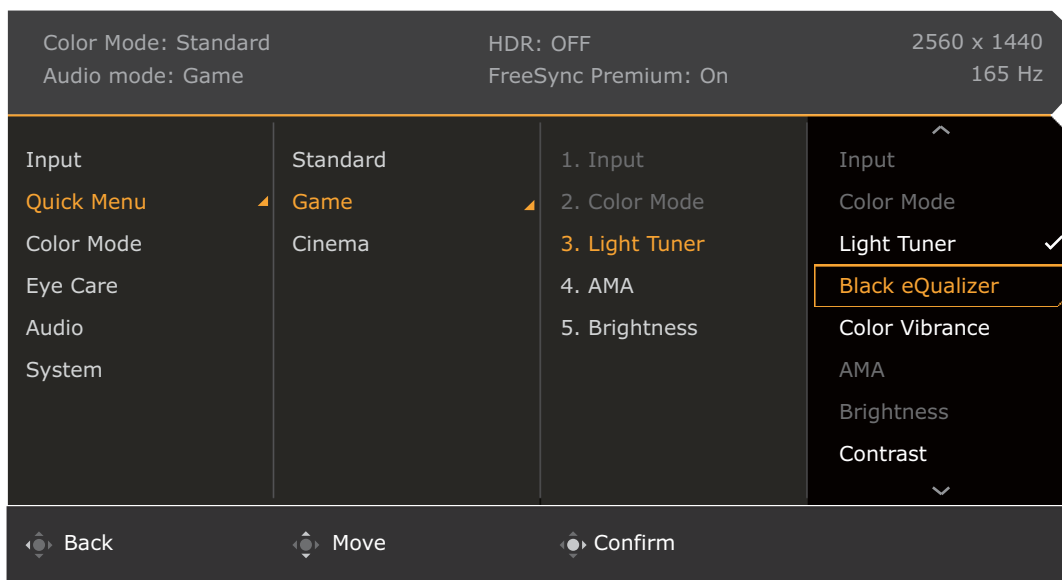 Color Mode: Standard
HDR: OFF
2560 x 1440
Audio mode: Game
FreeSync Premium: On
165 Hz
Input
Quick Menu
Color Mode
Eye Care
Audio
System
Standard
Game
Cinema
1. Input
2. Color Mode
3. Light Tuner
4. AMA
5. Brightness
Input
Color Mode
Light Tuner
Black eQualizer
Color Vibrance
AMA
Brightness
Contrast
Back
Move
Confirm